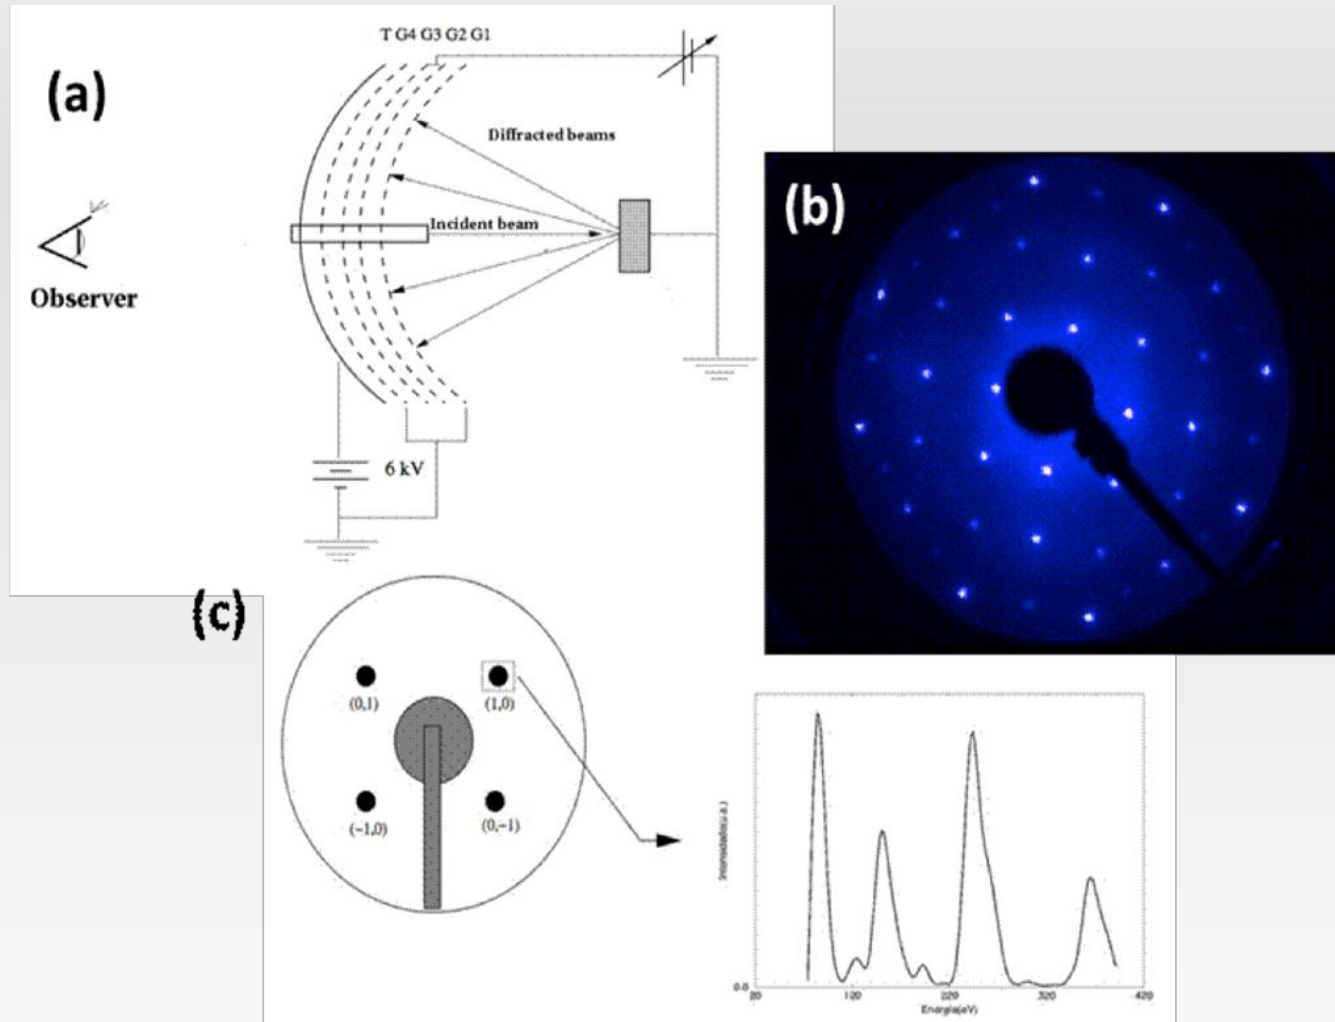 (a)
T G4 G3 G2 G1
Diffracted beams
Incident beam
Observer
6 kV
(b)
(c)
(0,1)
(1,0)
(−1,0)
(0,−1)
Intensidade(u.a.)
0.0
20
120
220
320
420
Energia(eV)